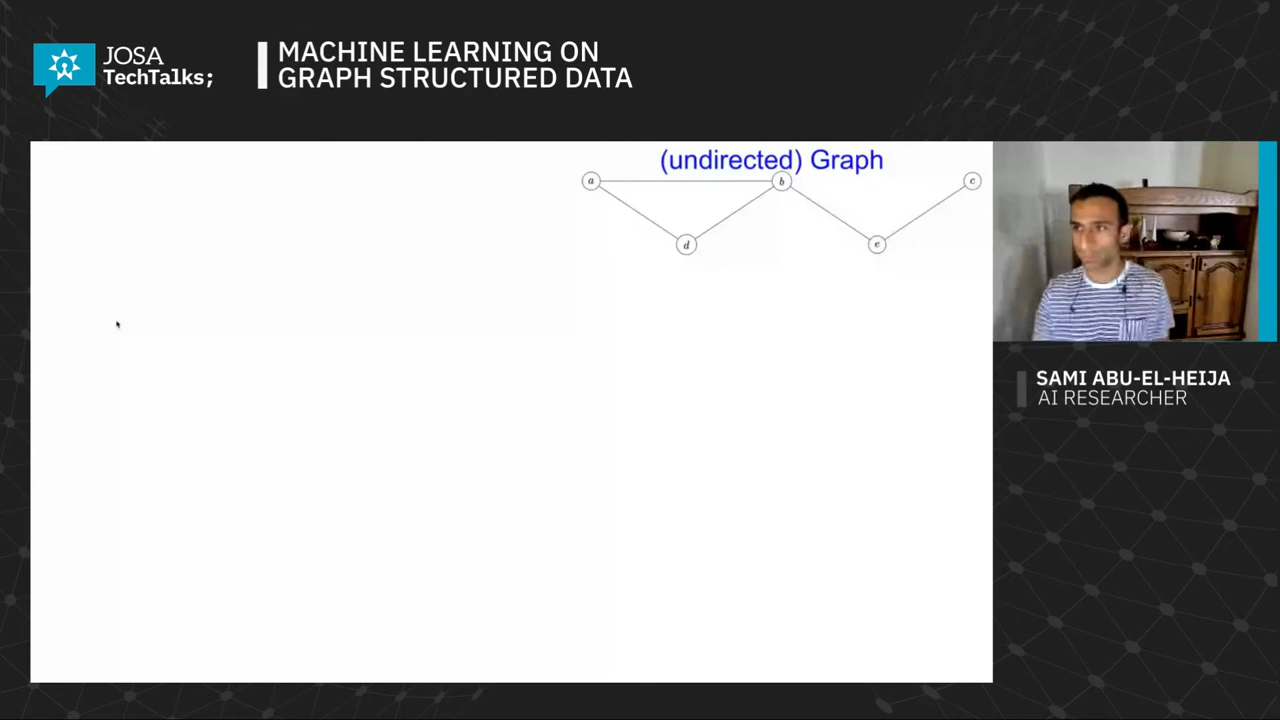 JOSA
TechTalks;
MACHINE LEARNING ON
GRAPH STRUCTURED DATA
(undirected) Graph
a
b
c
d
e
SAMI ABU-EL-HEIJA
AI RESEARCHER